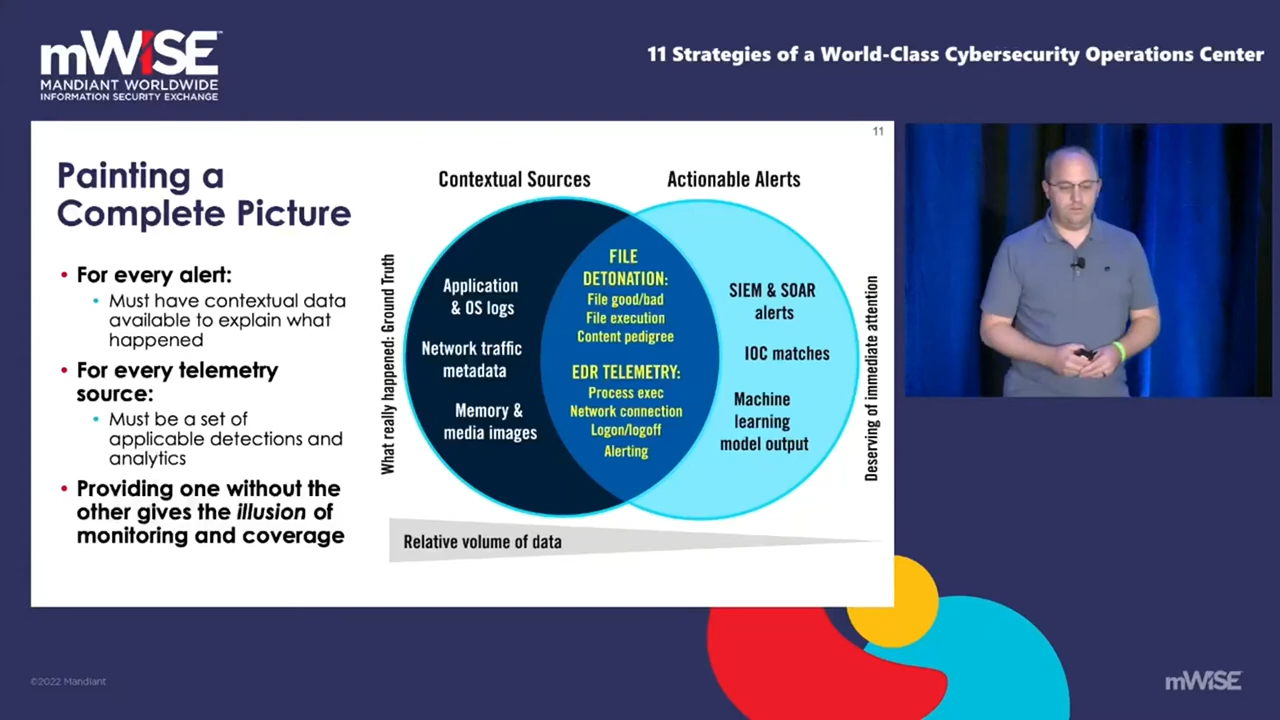 mWiSE™
MANDIANT WORLDWIDE
INFORMATION SECURITY EXCHANGE
11 Strategies of a World-Class Cybersecurity Operations Center
11
Painting a
Complete Picture
• For every alert:
• Must have contextual data
available to explain what
happened
• For every telemetry
source:
• Must be a set of
applicable detections and
analytics
• Providing one without the
other gives the illusion of
monitoring and coverage
Contextual Sources
Actionable Alerts
What really happened: Ground Truth
Application
& OS logs
Network traffic
metadata
Memory &
media images
FILE
DETONATION:
File good/bad
File execution
Content pedigree
EDR TELEMETRY:
Process exec
Network connection
Logon/logoff
Alerting
SIEM & SOAR
alerts
IOC matches
Machine
learning
model output
Deserving of immediate attention
Relative volume of data
©2022 Mandiant
mWiSE